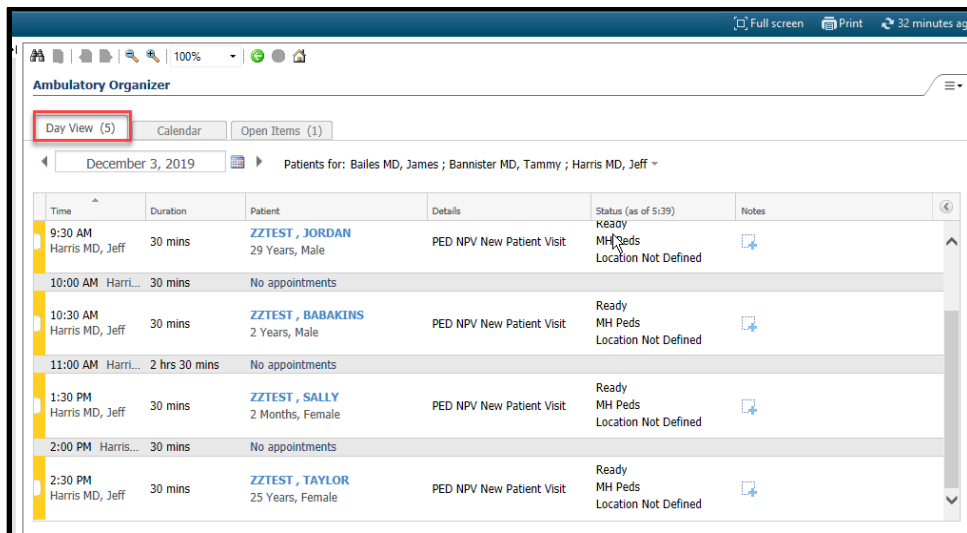 Full screen Print 32 minutes ag
100%
Ambulatory Organizer
Day View (5) Calendar Open Items (1)
December 3, 2019 Patients for: Bailes MD, James ; Bannister MD, Tammy ; Harris MD, Jeff
Time Duration Patient Details Status (as of 5:39) Notes
Ready
9:30 AM ZZTEST , JORDAN
30 mins PED NPV New Patient Visit MH Peds
Harris MD, Jeff 29 Years, Male
Location Not Defined
10:00 AM Harri... 30 mins No appointments
Ready
10:30 AM ZZTEST , BABAKINS
30 mins PED NPV New Patient Visit MH Peds
Harris MD, Jeff 2 Years, Male
Location Not Defined
11:00 AM Harri... 2 hrs 30 mins No appointments
Ready
1:30 PM ZZTEST , SALLY
30 mins PED NPV New Patient Visit MH Peds
Harris MD, Jeff 2 Months, Female
Location Not Defined
2:00 PM Harris... 30 mins No appointments
Ready
2:30 PM ZZTEST , TAYLOR
30 mins PED NPV New Patient Visit MH Peds
Harris MD, Jeff 25 Years, Female
Location Not Defined